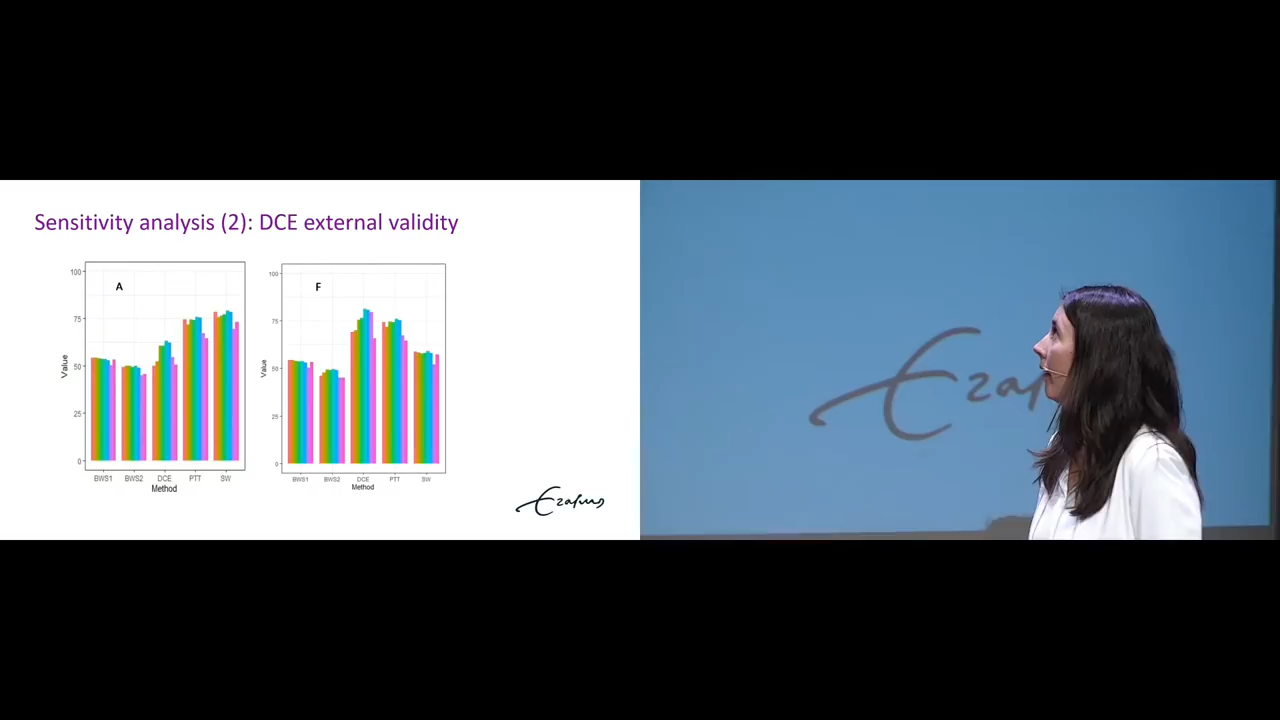 Sensitivity analysis (2): DCE external validity
A
100
75
50
25
0
Value
BWS1 BWS2 DCE PTT SW
Method
F
100
75
50
25
0
Value
BWS1 BWS2 DCE PTT SW
Method
Erasmus